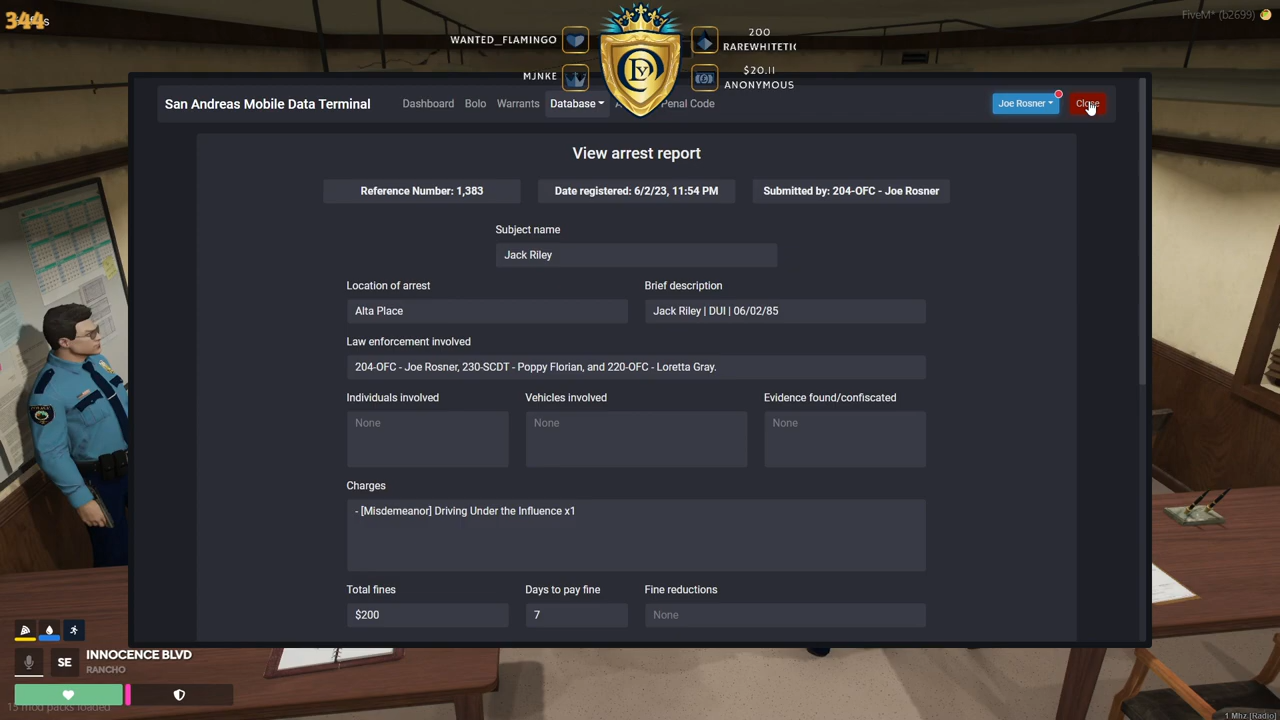 344
FiveM* (b2699)
WANTED_FLAMINGO
200
RAREWHITETIG
MJNKE
$20.11
ANONYMOUS
San Andreas Mobile Data Terminal
Dashboard
Bolo
Warrants
Database
Penal Code
Joe Rosner
Close
View arrest report
Reference Number: 1,383
Date registered: 6/2/23, 11:54 PM
Submitted by: 204-OFC - Joe Rosner
Subject name
Jack Riley
Location of arrest
Brief description
Alta Place
Jack Riley | DUI | 06/02/85
Law enforcement involved
204-OFC - Joe Rosner, 230-SCDT - Poppy Florian, and 220-OFC - Loretta Gray.
Individuals involved
Vehicles involved
Evidence found/confiscated
None
None
None
Charges
- [Misdemeanor] Driving Under the Influence x1
Total fines
Days to pay fine
Fine reductions
$200
7
None
SE
INNOCENCE BLVD
RANCHO
15 mod packs loaded
1 Mhz [Radio]